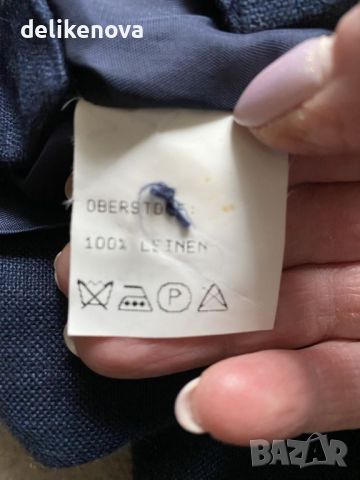 delikenova
OBERSTOFF:
100% LEINEN
P
BAZAR